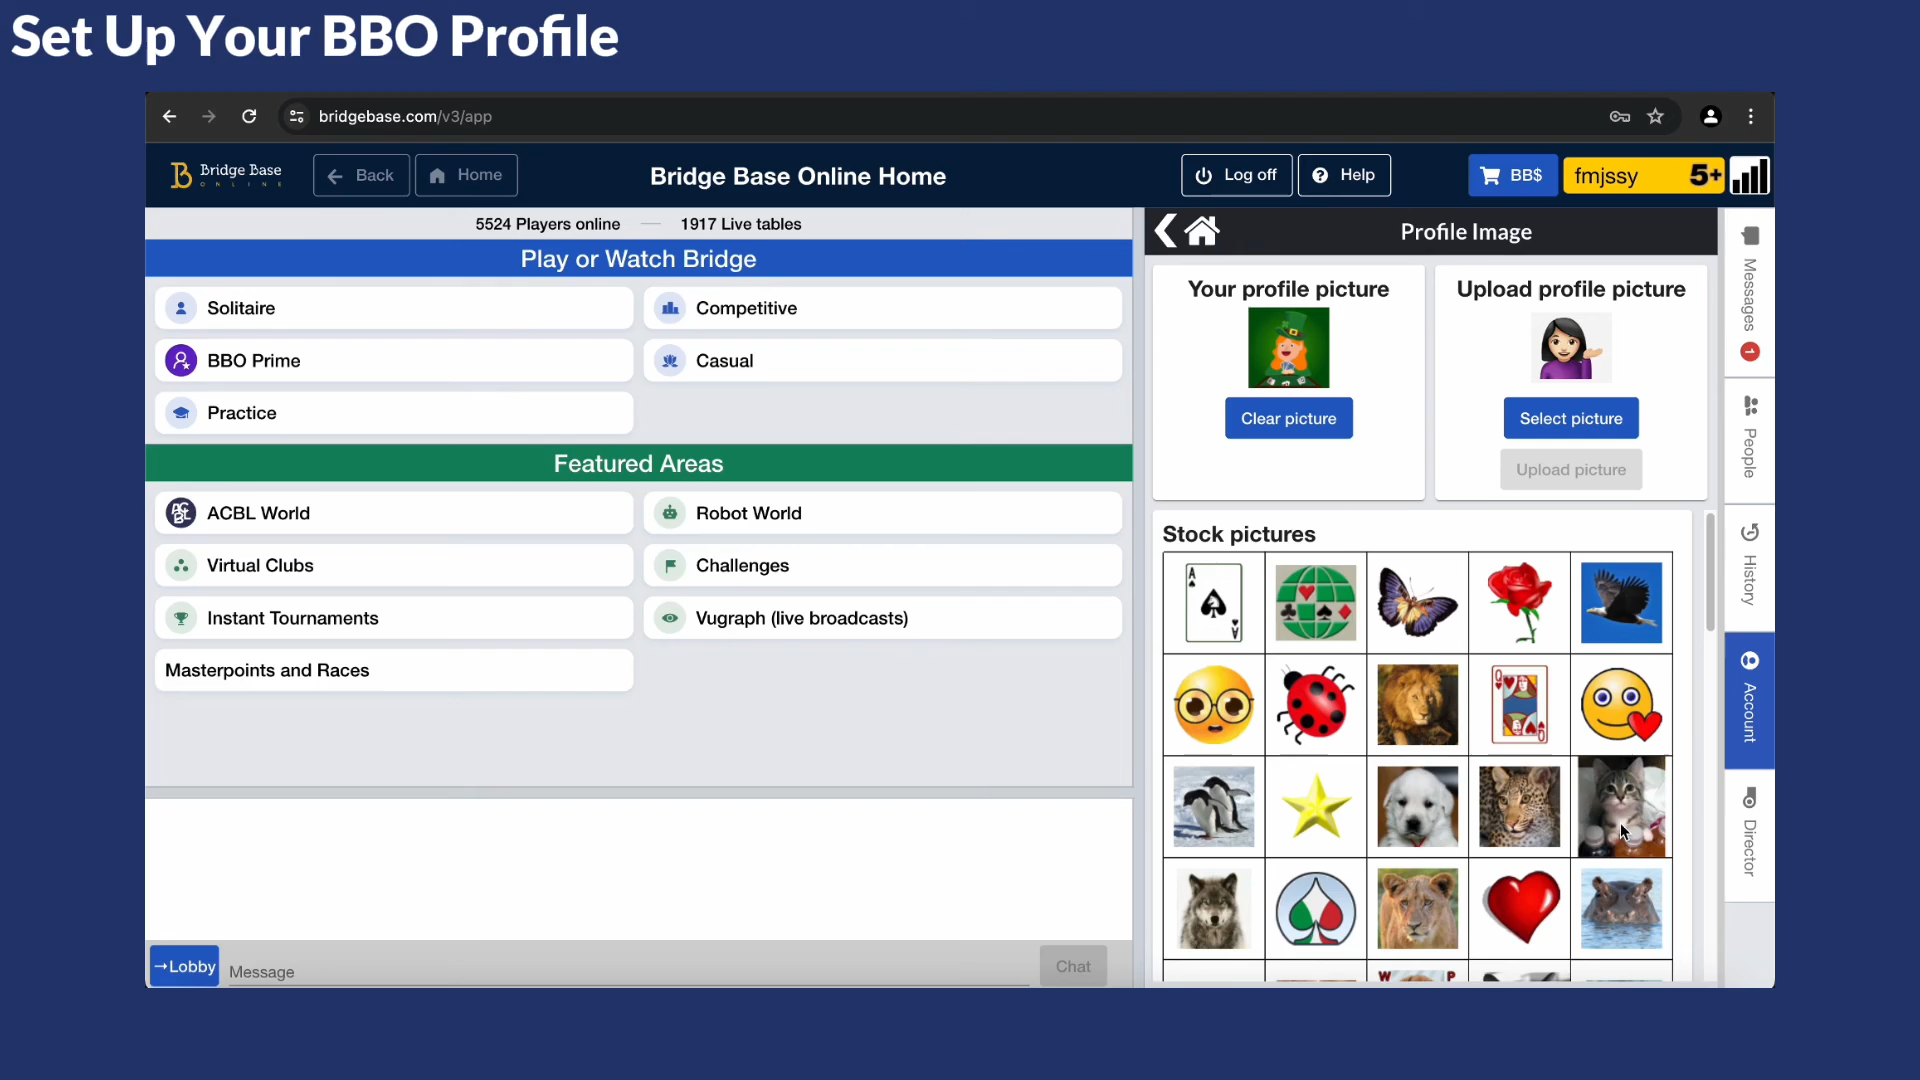 Set Up Your BBO Profile
bridgebase.com/v3/app
Bridge Base
ONLINE
Back
Home
Bridge Base Online Home
Log off
Help
BB$
fmjssy
5+
5524 Players online — 1917 Live tables
Play or Watch Bridge
Solitaire
Competitive
BBO Prime
Casual
Practice
Featured Areas
ACBL
ACBL World
Robot World
Virtual Clubs
Challenges
Instant Tournaments
Vugraph (live broadcasts)
Masterpoints and Races
→Lobby
Message
Chat
Profile Image
Your profile picture
Clear picture
Upload profile picture
Select picture
Upload picture
Stock pictures
A
A
Q
Q
W P
Messages
1
People
History
Account
Director